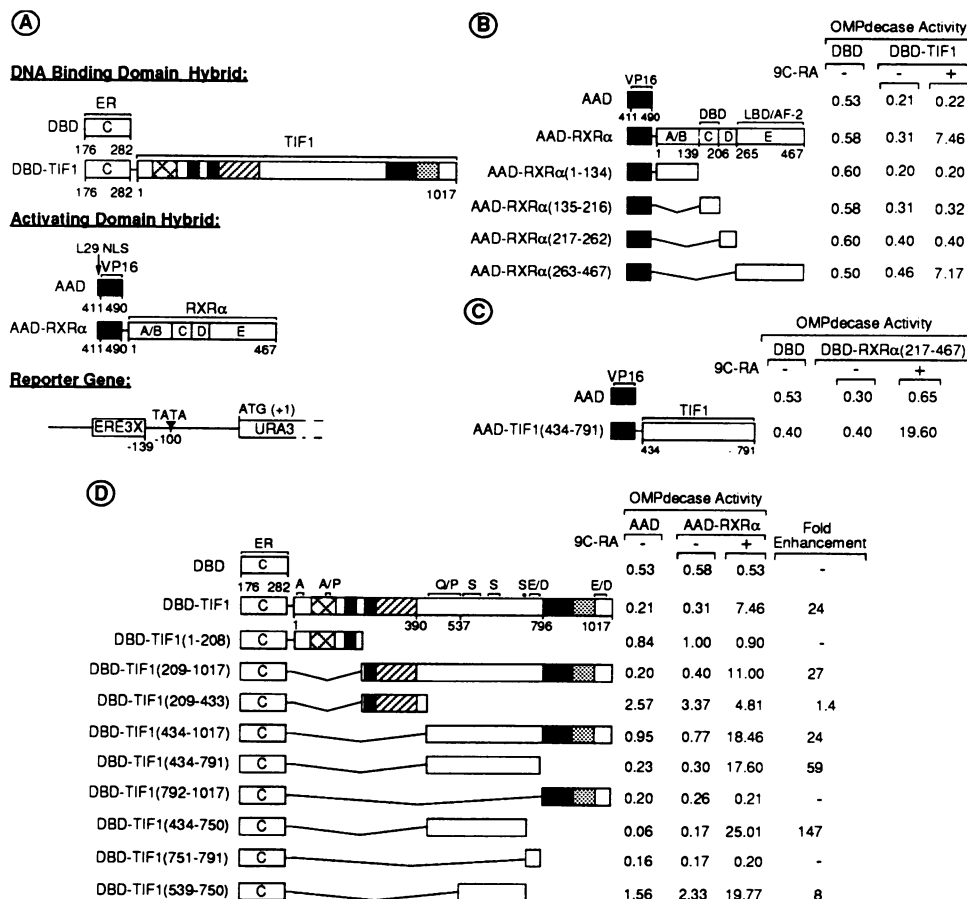 A
DNA Binding Domain Hybrid:
ER
DBD C
176 282
TIF1
DBD-TIF1 C
176 282 1 1017
Activating Domain Hybrid:
L29 NLS
VP16
AAD
411 490
RXRα
AAD-RXRα A/B C D E
411 490 1 467
Reporter Gene:
ERE3X TATA ATG (+1) URA3
-139 -100
B
OMPdecase Activity
DBD DBD-TIF1
9C-RA - - +
VP16
AAD 0.53 0.21 0.22
411 490 DBD LBD/AF-2
AAD-RXRα A/B C D E 0.58 0.31 7.46
1 139 206 265 467
AAD-RXRα(1-134) 0.60 0.20 0.20
AAD-RXRα(135-216) 0.58 0.31 0.32
AAD-RXRα(217-262) 0.60 0.40 0.40
AAD-RXRα(263-467) 0.50 0.46 7.17
C
OMPdecase Activity
DBD DBD-RXRα(217-467)
9C-RA - - +
VP16
AAD 0.53 0.30 0.65
TIF1
AAD-TIF1(434-791) 0.40 0.40 19.60
434 791
D
OMPdecase Activity
AAD AAD-RXRα Fold Enhancement
9C-RA - - +
ER
DBD C 0.53 0.58 0.53 -
176 282 A A/P Q/P S S SE/D E/D
DBD-TIF1 C 0.21 0.31 7.46 24
1 390 537 796 1017
DBD-TIF1(1-208) C 0.84 1.00 0.90 -
DBD-TIF1(209-1017) C 0.20 0.40 11.00 27
DBD-TIF1(209-433) C 2.57 3.37 4.81 1.4
DBD-TIF1(434-1017) C 0.95 0.77 18.46 24
DBD-TIF1(434-791) C 0.23 0.30 17.60 59
DBD-TIF1(792-1017) C 0.20 0.26 0.21 -
DBD-TIF1(434-750) C 0.06 0.17 25.01 147
DBD-TIF1(751-791) C 0.16 0.17 0.20 -
DBD-TIF1(539-750) C 1.56 2.33 19.77 8